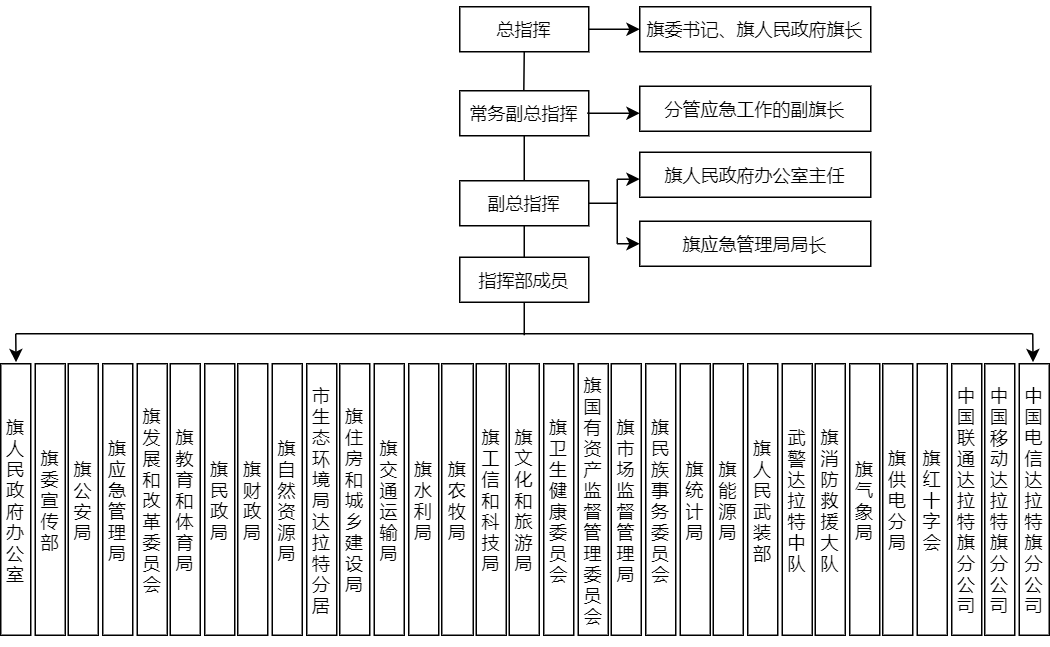 总指挥
旗委书记、旗人民政府旗长
常务副总指挥
分管应急工作的副旗长
旗人民政府办公室主任
副总指挥
旗应急管理局局长
指挥部成员
旗人民政府办公室
旗委宣传部
旗公安局
旗应急管理局
旗发展和改革委员会
旗教育和体育局
旗民政局
旗财政局
旗自然资源局
市生态环境局达拉特分居
旗住房和城乡建设局
旗交通运输局
旗水利局
旗农牧局
旗工信和科技局
旗文化和旅游局
旗卫生健康委员会
旗国有资产监督管理委员会
旗市场监督管理局
旗民族事务委员会
旗统计局
旗能源局
旗人民武装部
武警达拉特中队
旗消防救援大队
旗气象局
旗供电分局
旗红十字会
中国联通达拉特旗分公司
中国移动达拉特旗分公司
中国电信达拉特旗分公司